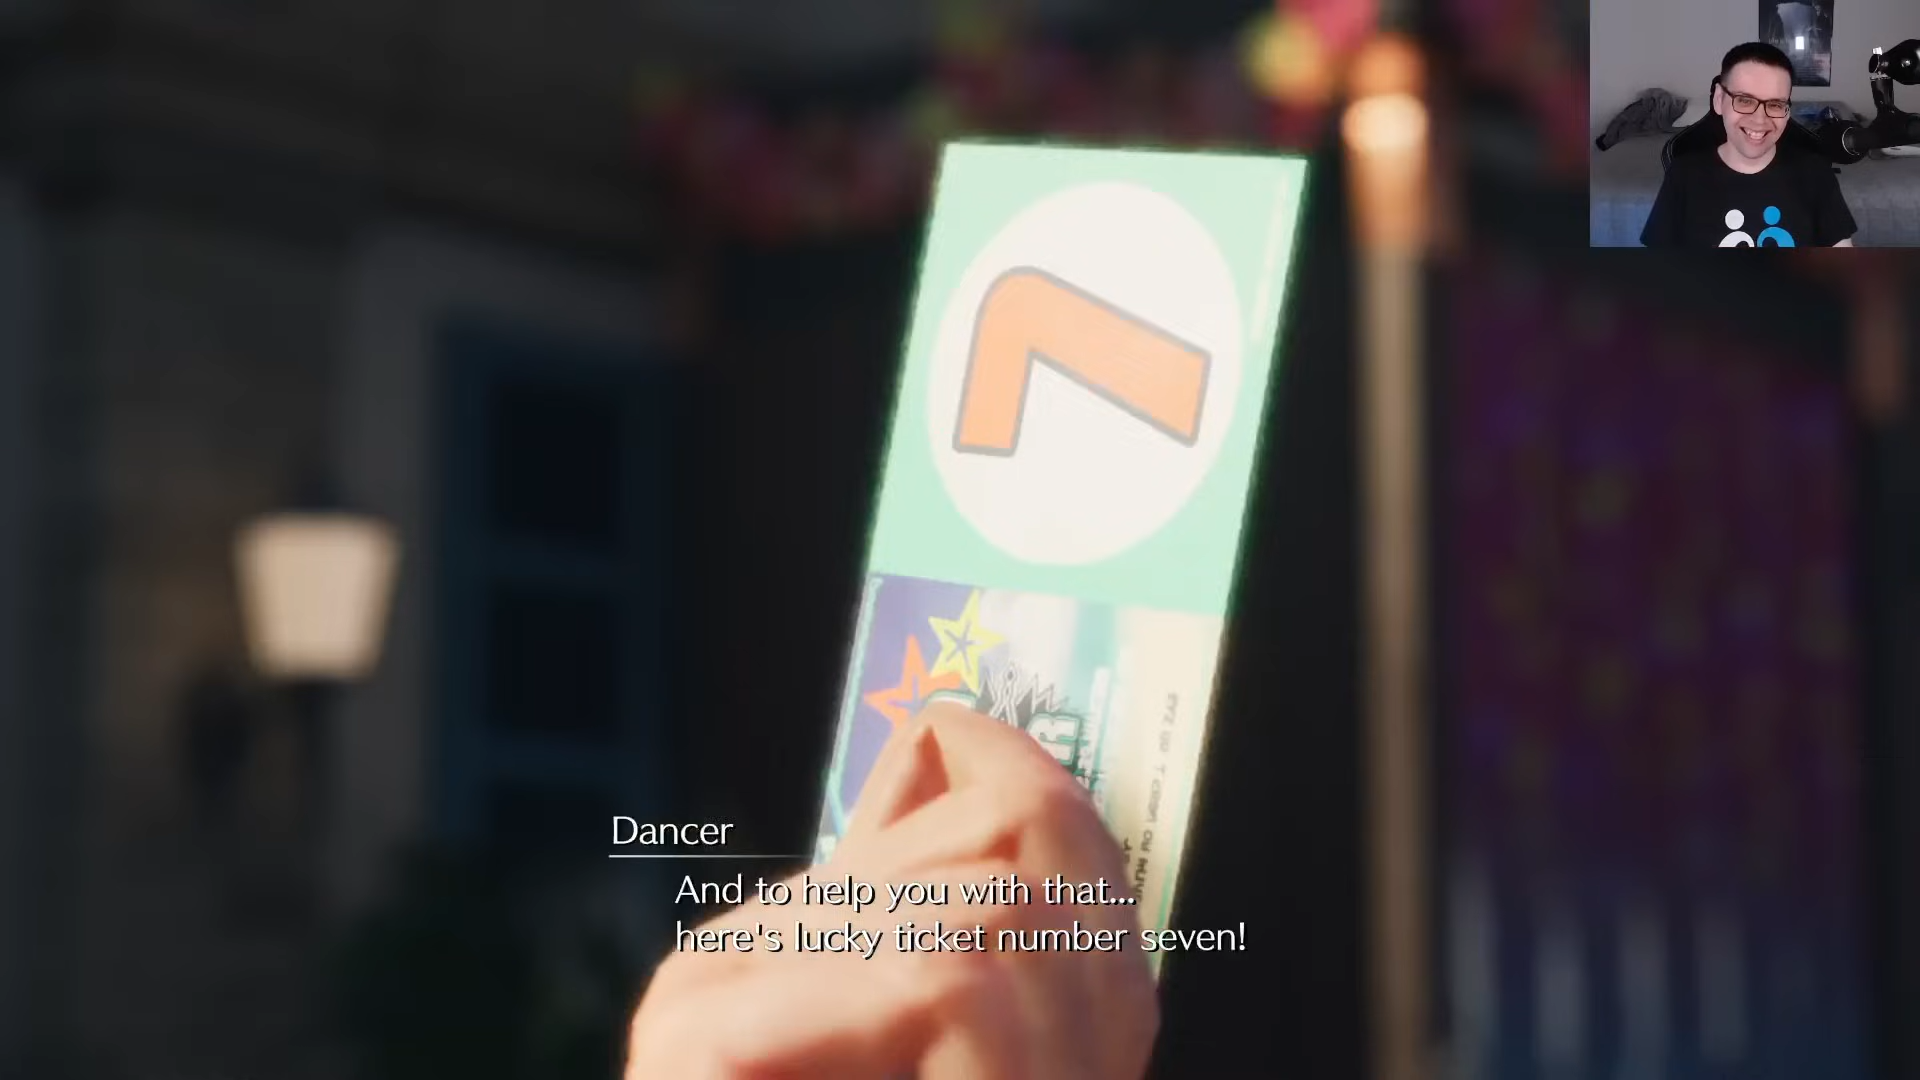 7
Dancer
And to help you with that...
here's lucky ticket number seven!